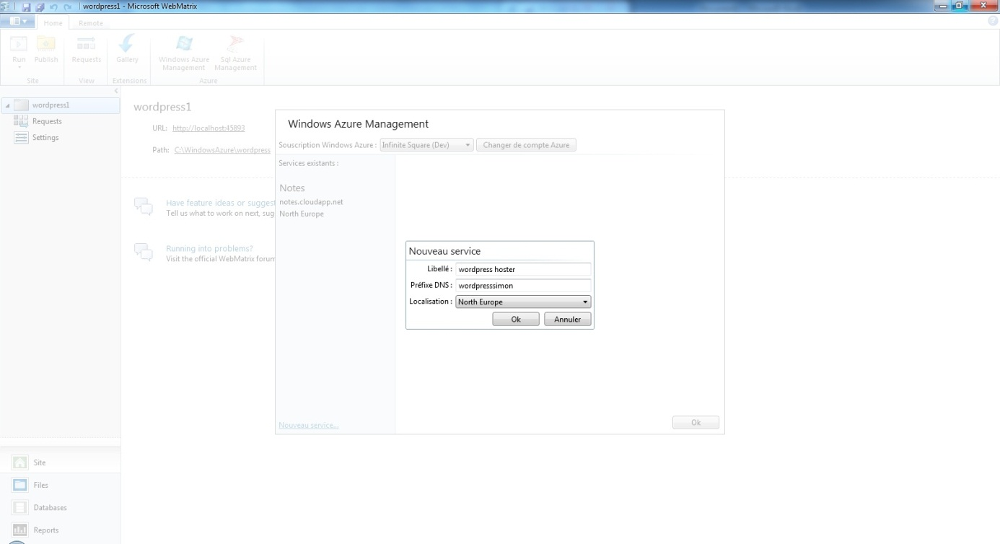 wordpress1 - Microsoft WebMatrix
Home Remote
Run Publish Requests Gallery Windows Azure Management Sql Azure Management
Site View Extensions Azure
wordpress1
Requests
Settings
wordpress1
URL: http://localhost:45893
Path: C:\WindowsAzure\wordpress
Have feature ideas or suggest
Tell us what to work on next, sug
Running into problems?
Visit the official WebMatrix forum
Windows Azure Management
Souscription Windows Azure : Infinite Square (Dev) Changer de compte Azure
Services existants :
Notes
notes.cloudapp.net
North Europe
Nouveau service
Libellé : wordpress hoster
Préfixe DNS : wordpresssimon
Localisation : North Europe
Ok Annuler
Nouveau service...
Ok
Site
Files
Databases
Reports